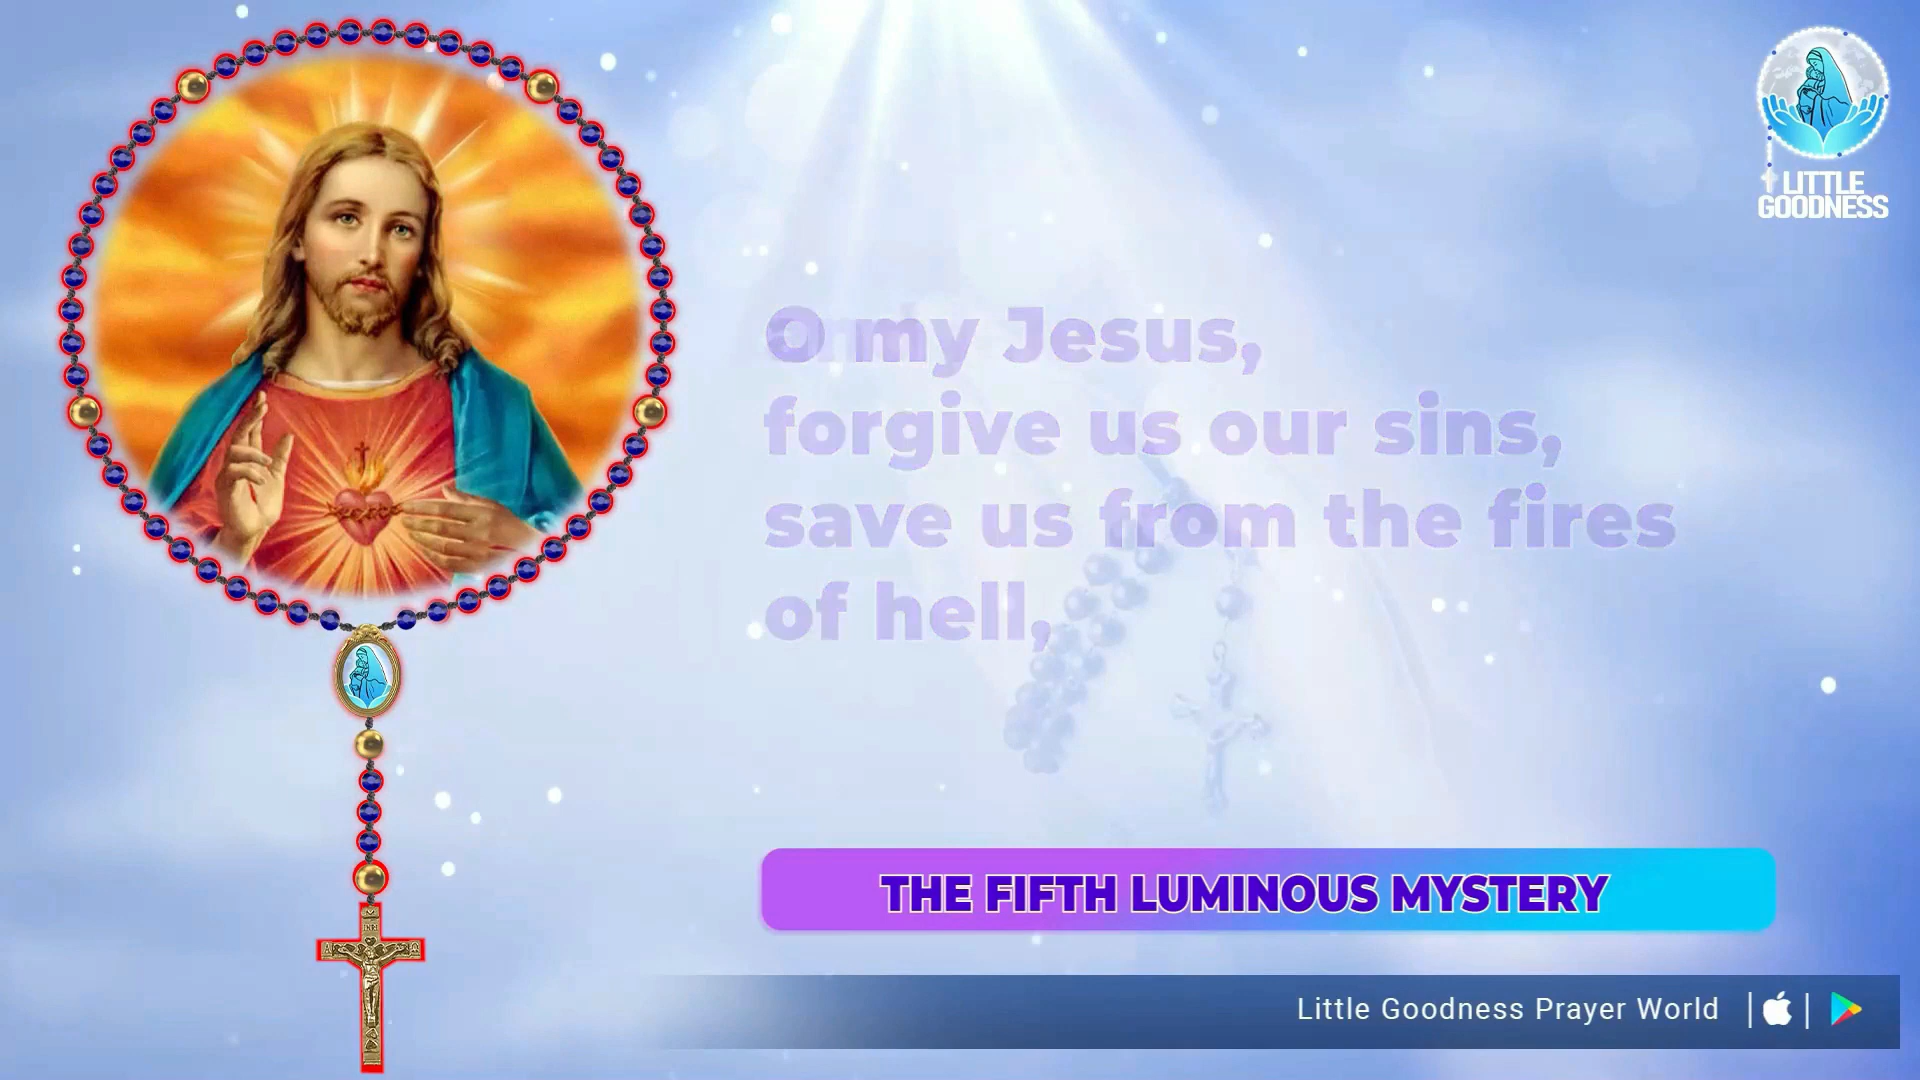 LITTLE
GOODNESS
O my Jesus,
forgive us our sins,
save us from the fires
of hell,
THE FIFTH LUMINOUS MYSTERY
Little Goodness Prayer World
INRI